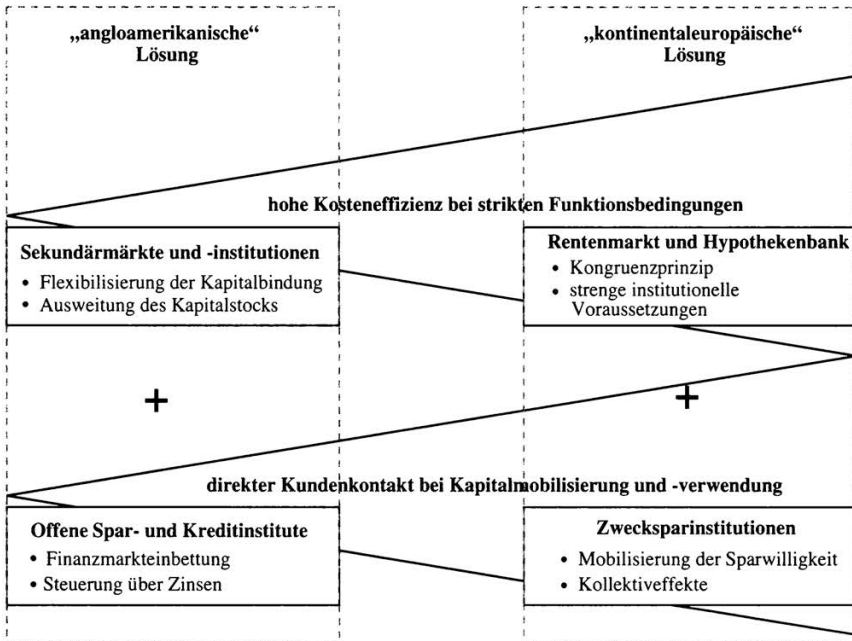 „angloamerikanische“
Lösung
„kontinentaleuropäische“
Lösung
hohe Kosteneffizienz bei strikten Funktionsbedingungen
Sekundärmärkte und -institutionen
• Flexibilisierung der Kapitalbindung
• Ausweitung des Kapitalstocks
Rentenmarkt und Hypothekenbank
• Kongruenzprinzip
• strenge institutionelle
Voraussetzungen
+
+
direkter Kundenkontakt bei Kapitalmobilisierung und -verwendung
Offene Spar- und Kreditinstitute
• Finanzmarkteinbettung
• Steuerung über Zinsen
Zwecksparinstitutionen
• Mobilisierung der Sparwilligkeit
• Kollektiveffekte